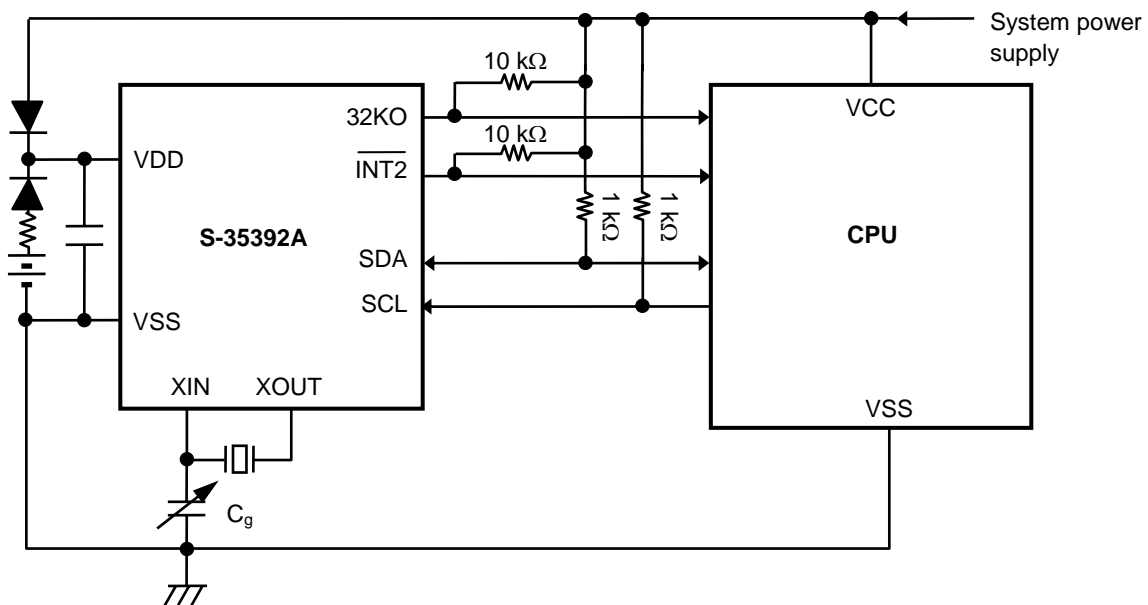 System power
supply
10 kΩ
32KO
VCC
10 kΩ
VDD
INT2
1 kΩ
1 kΩ
S-35392A
CPU
SDA
SCL
VSS
XIN
XOUT
VSS
Cg